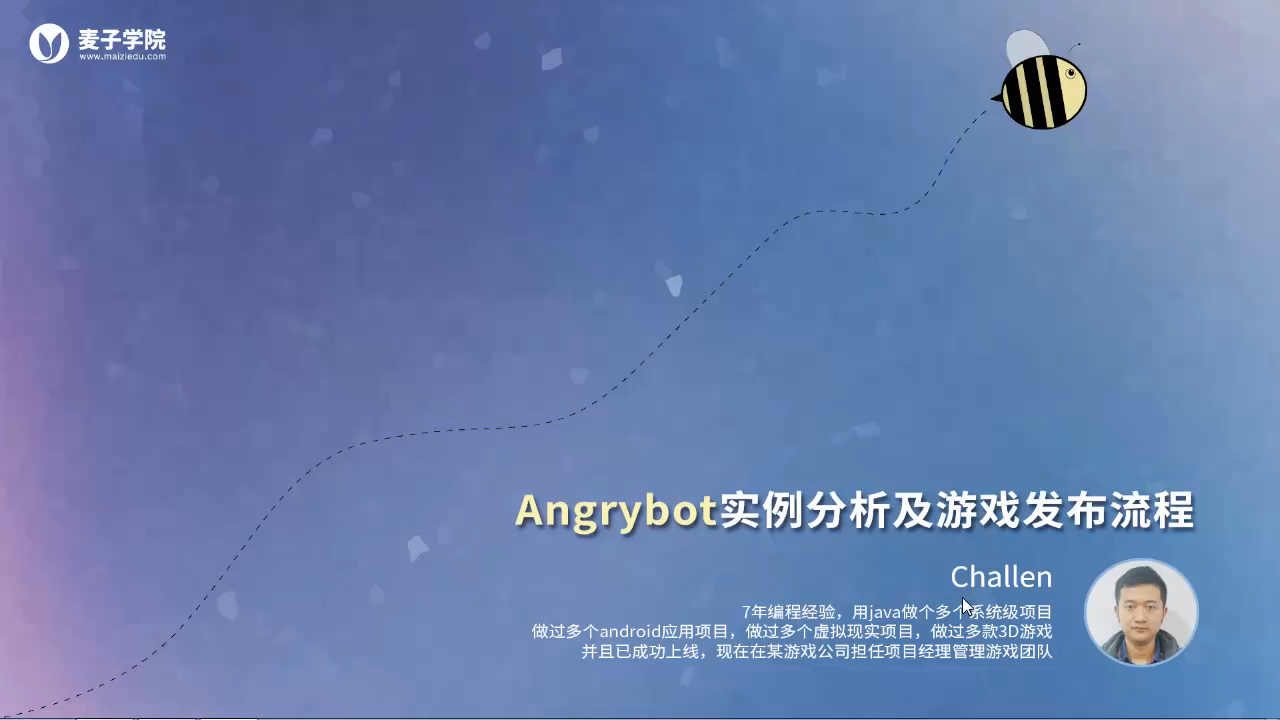 麦子学院
www.maiziedu.com
Angrybot实例分析及游戏发布流程
Challen
7年编程经验，用java做个多个系统级项目
做过多个android应用项目，做过多个虚拟现实项目，做过多款3D游戏
并且已成功上线，现在在某游戏公司担任项目经理管理游戏团队